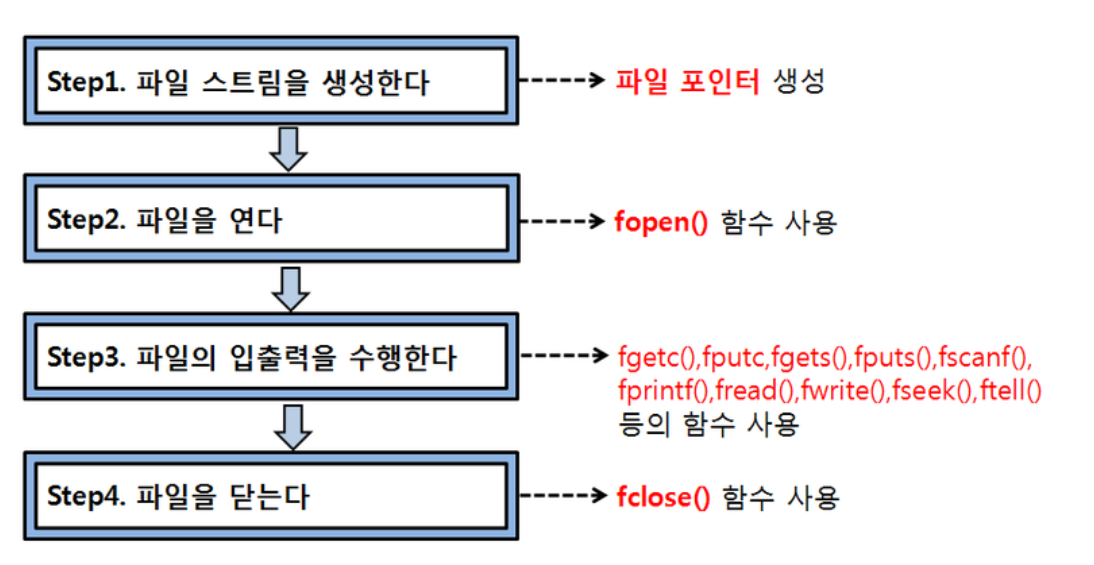 Step1. 파일 스트림을 생성한다
파일 포인터 생성
Step2. 파일을 연다
fopen() 함수 사용
Step3. 파일의 입출력을 수행한다
fgetc(),fputc,fgets(),fputs(),fscanf(),
fprintf(),fread(),fwrite(),fseek(),ftell()
등의 함수 사용
Step4. 파일을 닫는다
fclose() 함수 사용